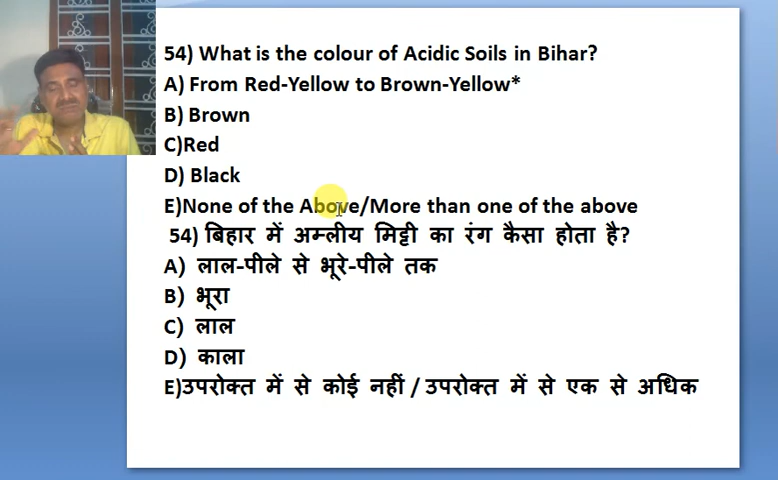 54) What is the colour of Acidic Soils in Bihar?
A) From Red-Yellow to Brown-Yellow*
B) Brown
C)Red
D) Black
E)None of the Above/More than one of the above
54) बिहार में अम्लीय मिट्टी का रंग कैसा होता है?
A) लाल-पीले से भूरे-पीले तक
B) भूरा
C) लाल
D) काला
E)उपरोक्त में से कोई नहीं / उपरोक्त में से एक से अधिक